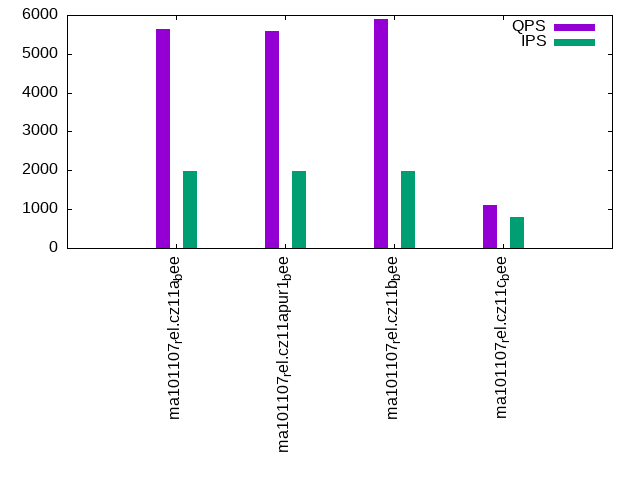 6000
5000
4000
3000
2000
1000
0
QPS
IPS
ma101107rel.cz11abee
ma101107rel.cz11apur1bee
ma101107rel.cz11bbee
ma101107rel.cz11cbee